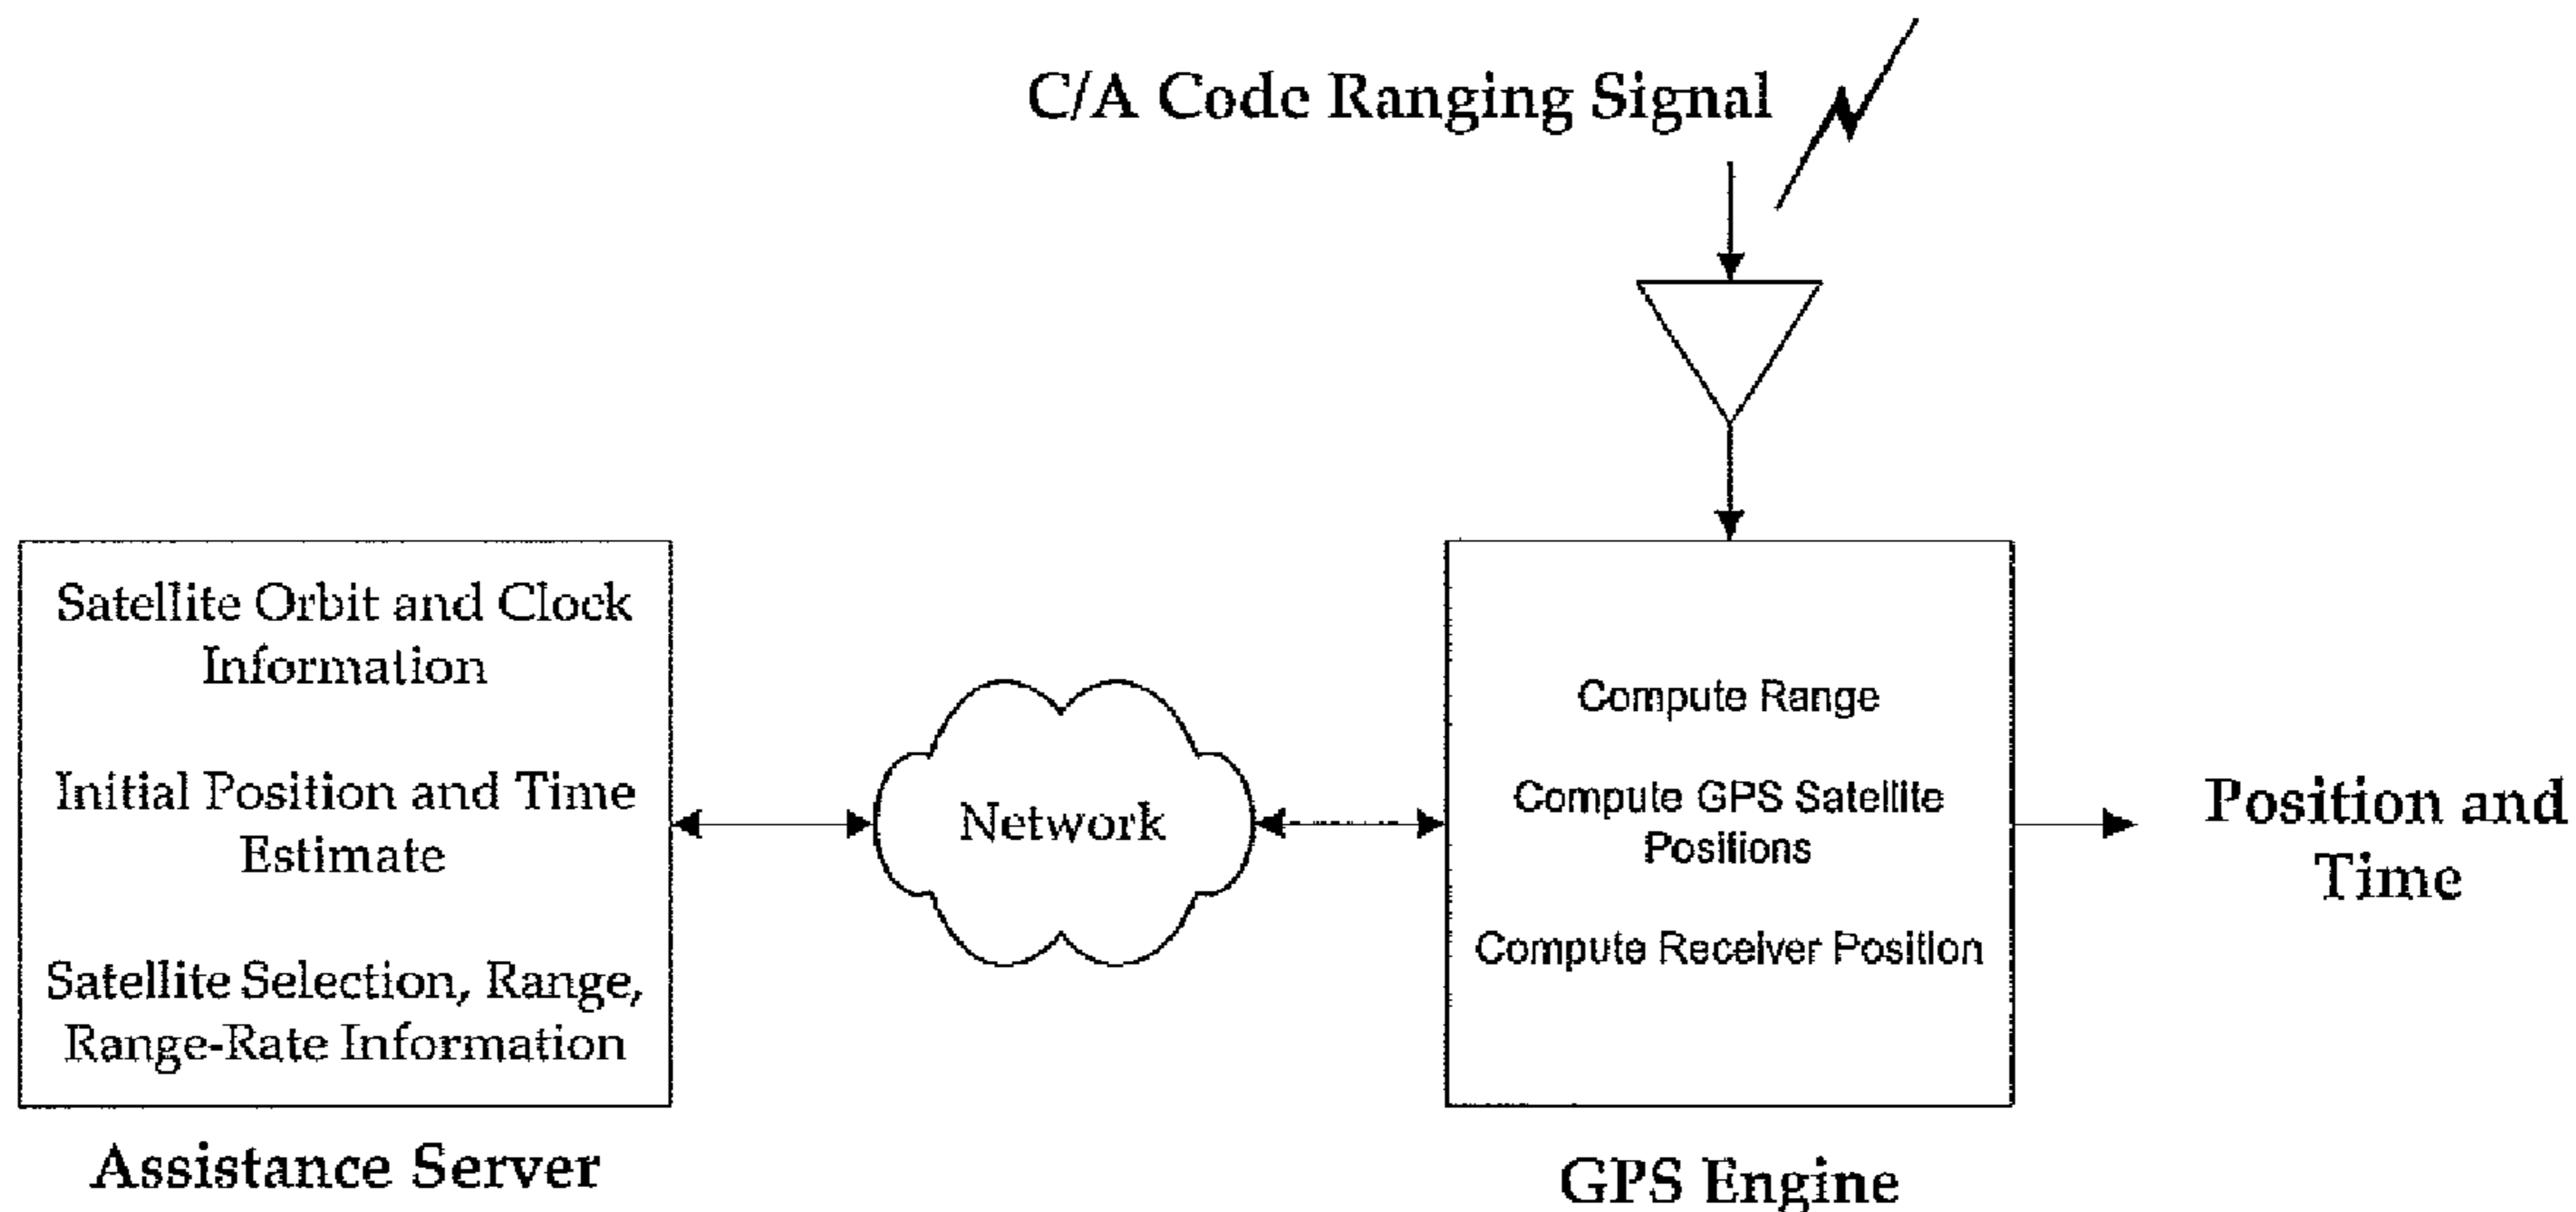 C/A Code Ranging Signal
Satellite Orbit and Clock
Information
Initial Position and Time
Estimate
Satellite Selection, Range,
Range-Rate Information
Assistance Server
Network
Compute Range
Compute GPS Satellite
Positions
Compute Receiver Position
GPS Engine
Position and
Time